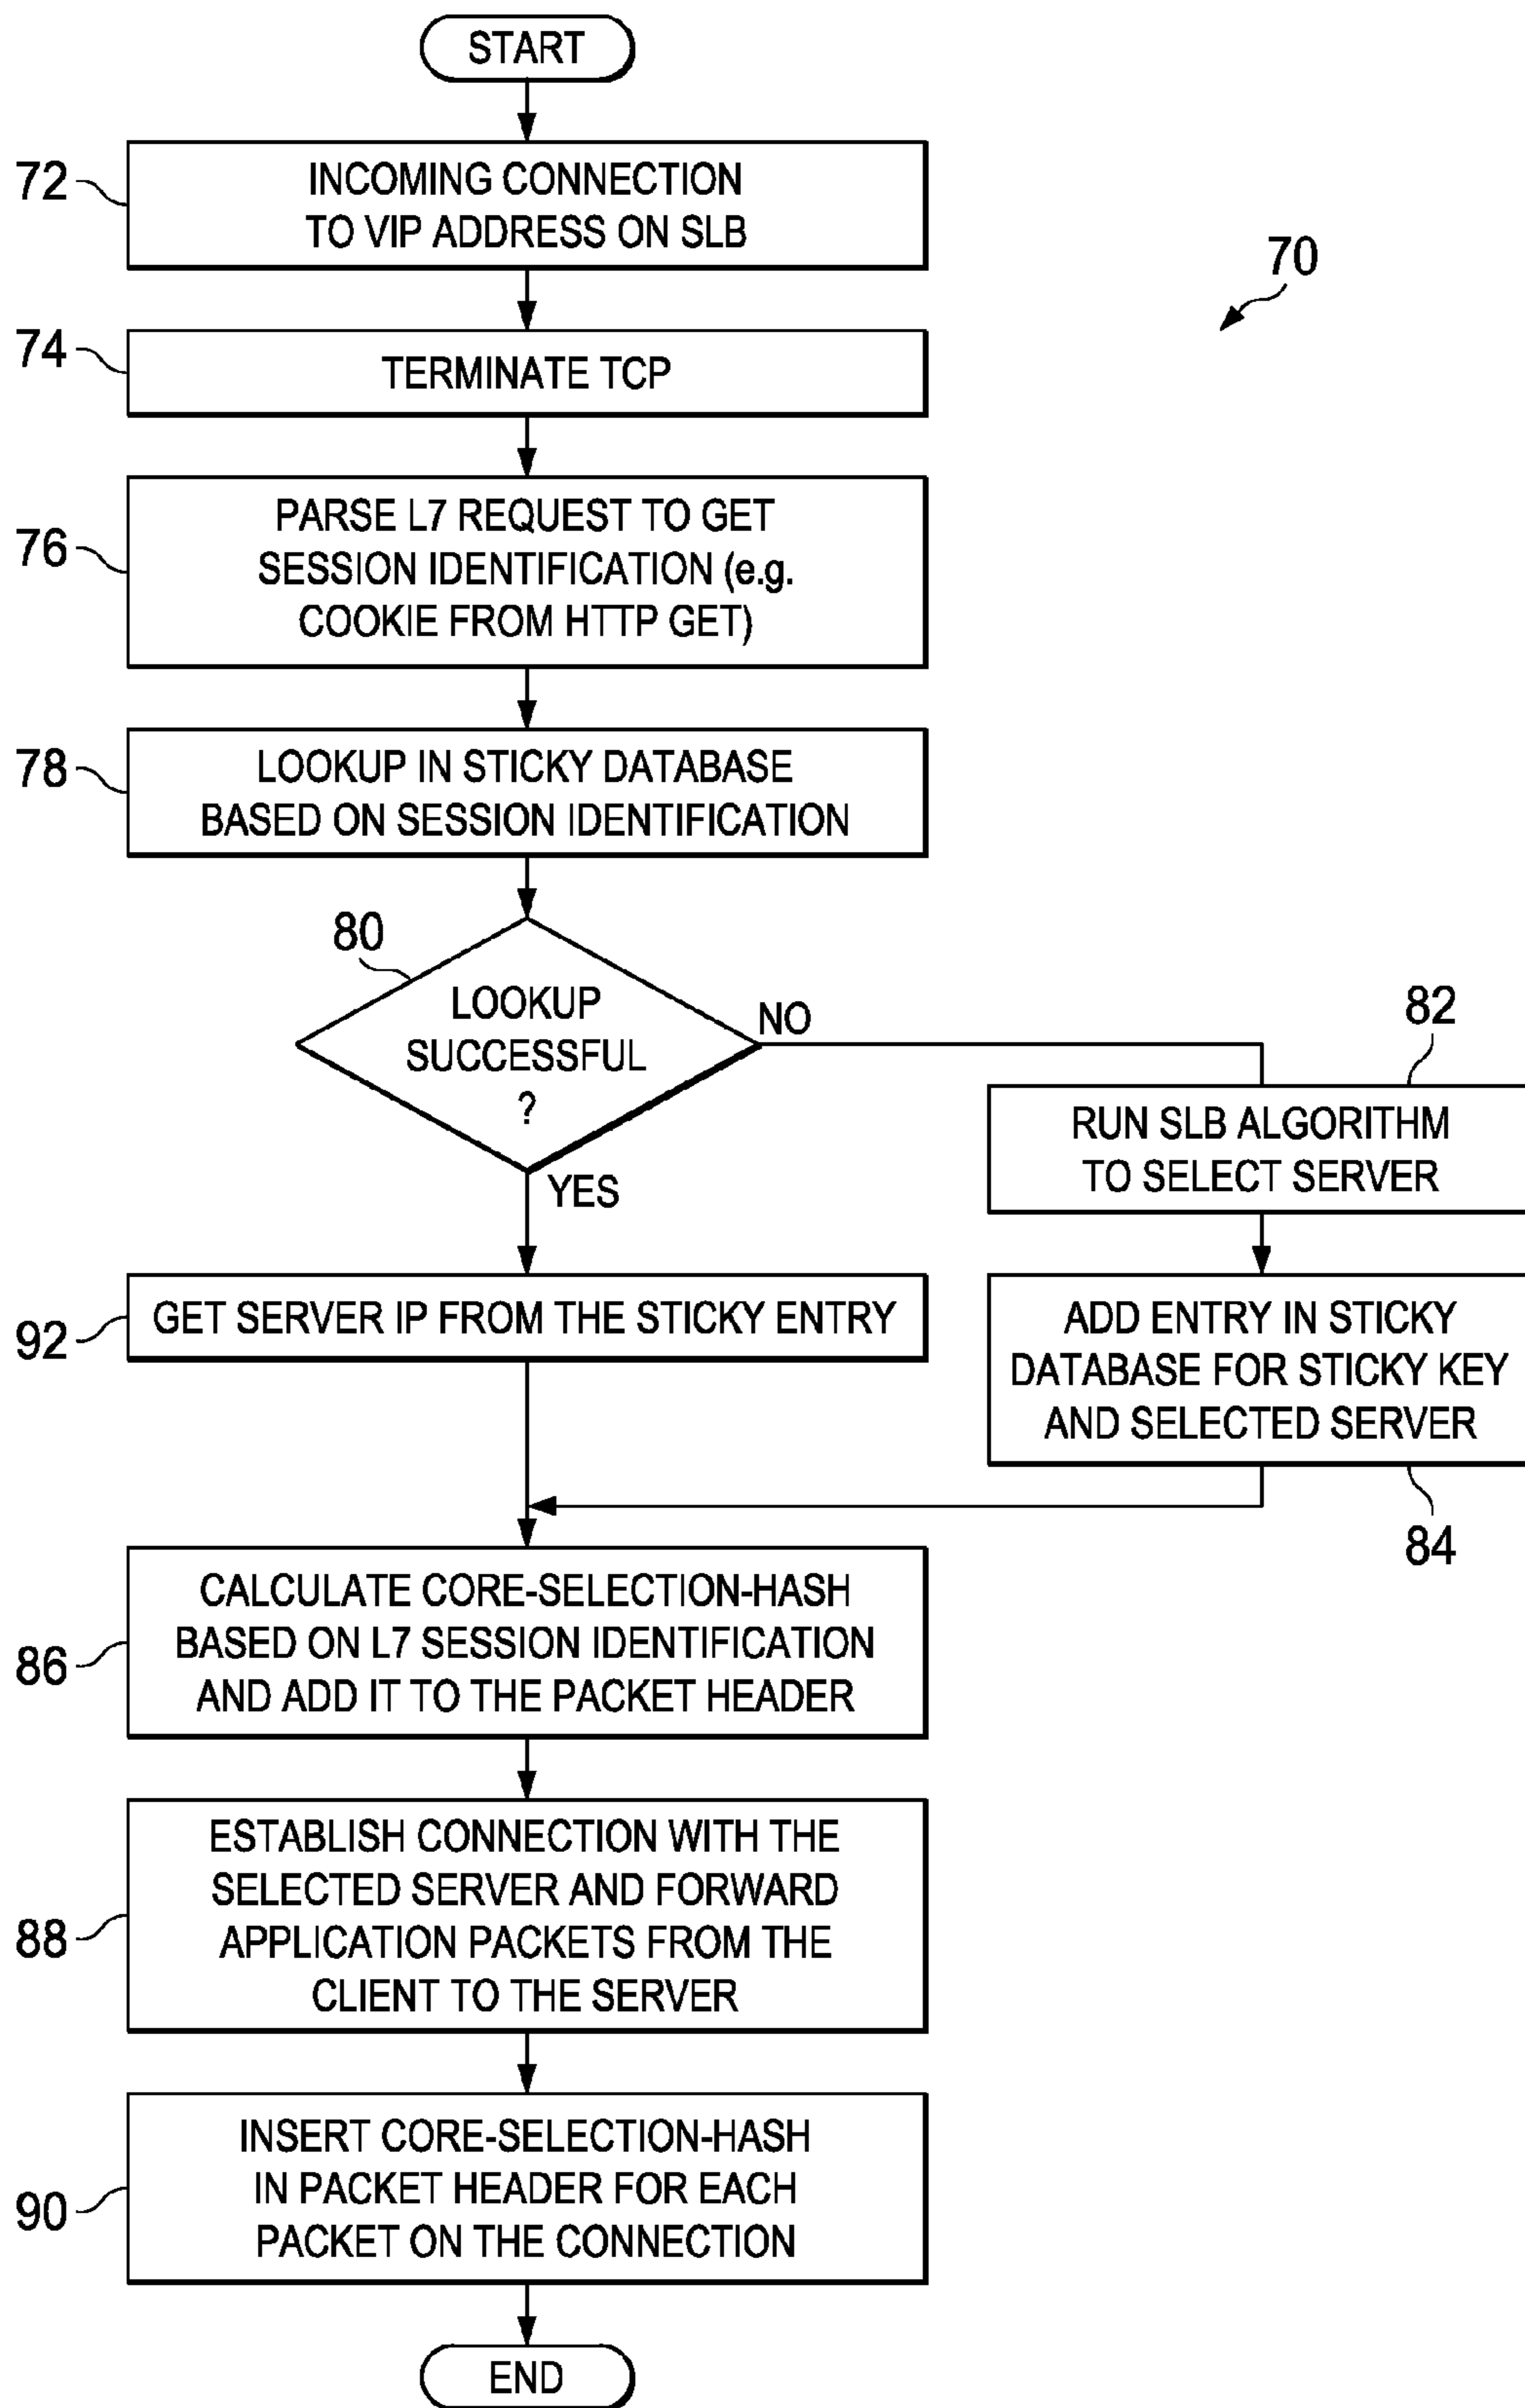 START
72
INCOMING CONNECTION
TO VIP ADDRESS ON SLB
70
74
TERMINATE TCP
76
PARSE L7 REQUEST TO GET
SESSION IDENTIFICATION (e.g.
COOKIE FROM HTTP GET)
78
LOOKUP IN STICKY DATABASE
BASED ON SESSION IDENTIFICATION
80
LOOKUP
SUCCESSFUL
?
NO
YES
82
RUN SLB ALGORITHM
TO SELECT SERVER
92
GET SERVER IP FROM THE STICKY ENTRY
ADD ENTRY IN STICKY
DATABASE FOR STICKY KEY
AND SELECTED SERVER
84
86
CALCULATE CORE-SELECTION-HASH
BASED ON L7 SESSION IDENTIFICATION
AND ADD IT TO THE PACKET HEADER
88
ESTABLISH CONNECTION WITH THE
SELECTED SERVER AND FORWARD
APPLICATION PACKETS FROM THE
CLIENT TO THE SERVER
90
INSERT CORE-SELECTION-HASH
IN PACKET HEADER FOR EACH
PACKET ON THE CONNECTION
END